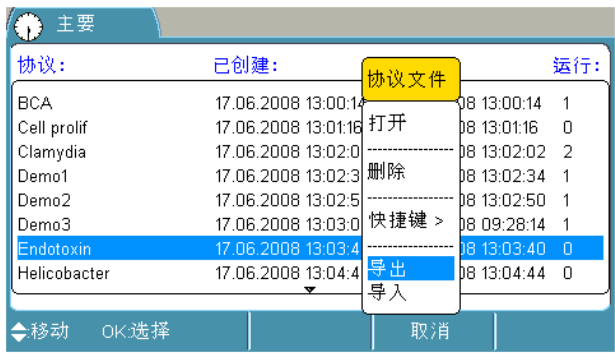 主要
协议: 已创建: 运行:
协议文件
打开
删除
快捷键 >
导出
导入
BCA 17.06.2008 13:00:14 08 13:00:14 1
Cell prolif 17.06.2008 13:01:16 08 13:01:16 0
Clamydia 17.06.2008 13:02:0 08 13:02:02 2
Demo1 17.06.2008 13:02:3 08 13:02:34 1
Demo2 17.06.2008 13:02:5 08 13:02:50 1
Demo3 17.06.2008 13:03:0 08 09:28:14 1
Endotoxin 17.06.2008 13:03:4 08 13:03:40 0
Helicobacter 17.06.2008 13:04:4 08 13:04:44 0
移动 OK:选择 取消